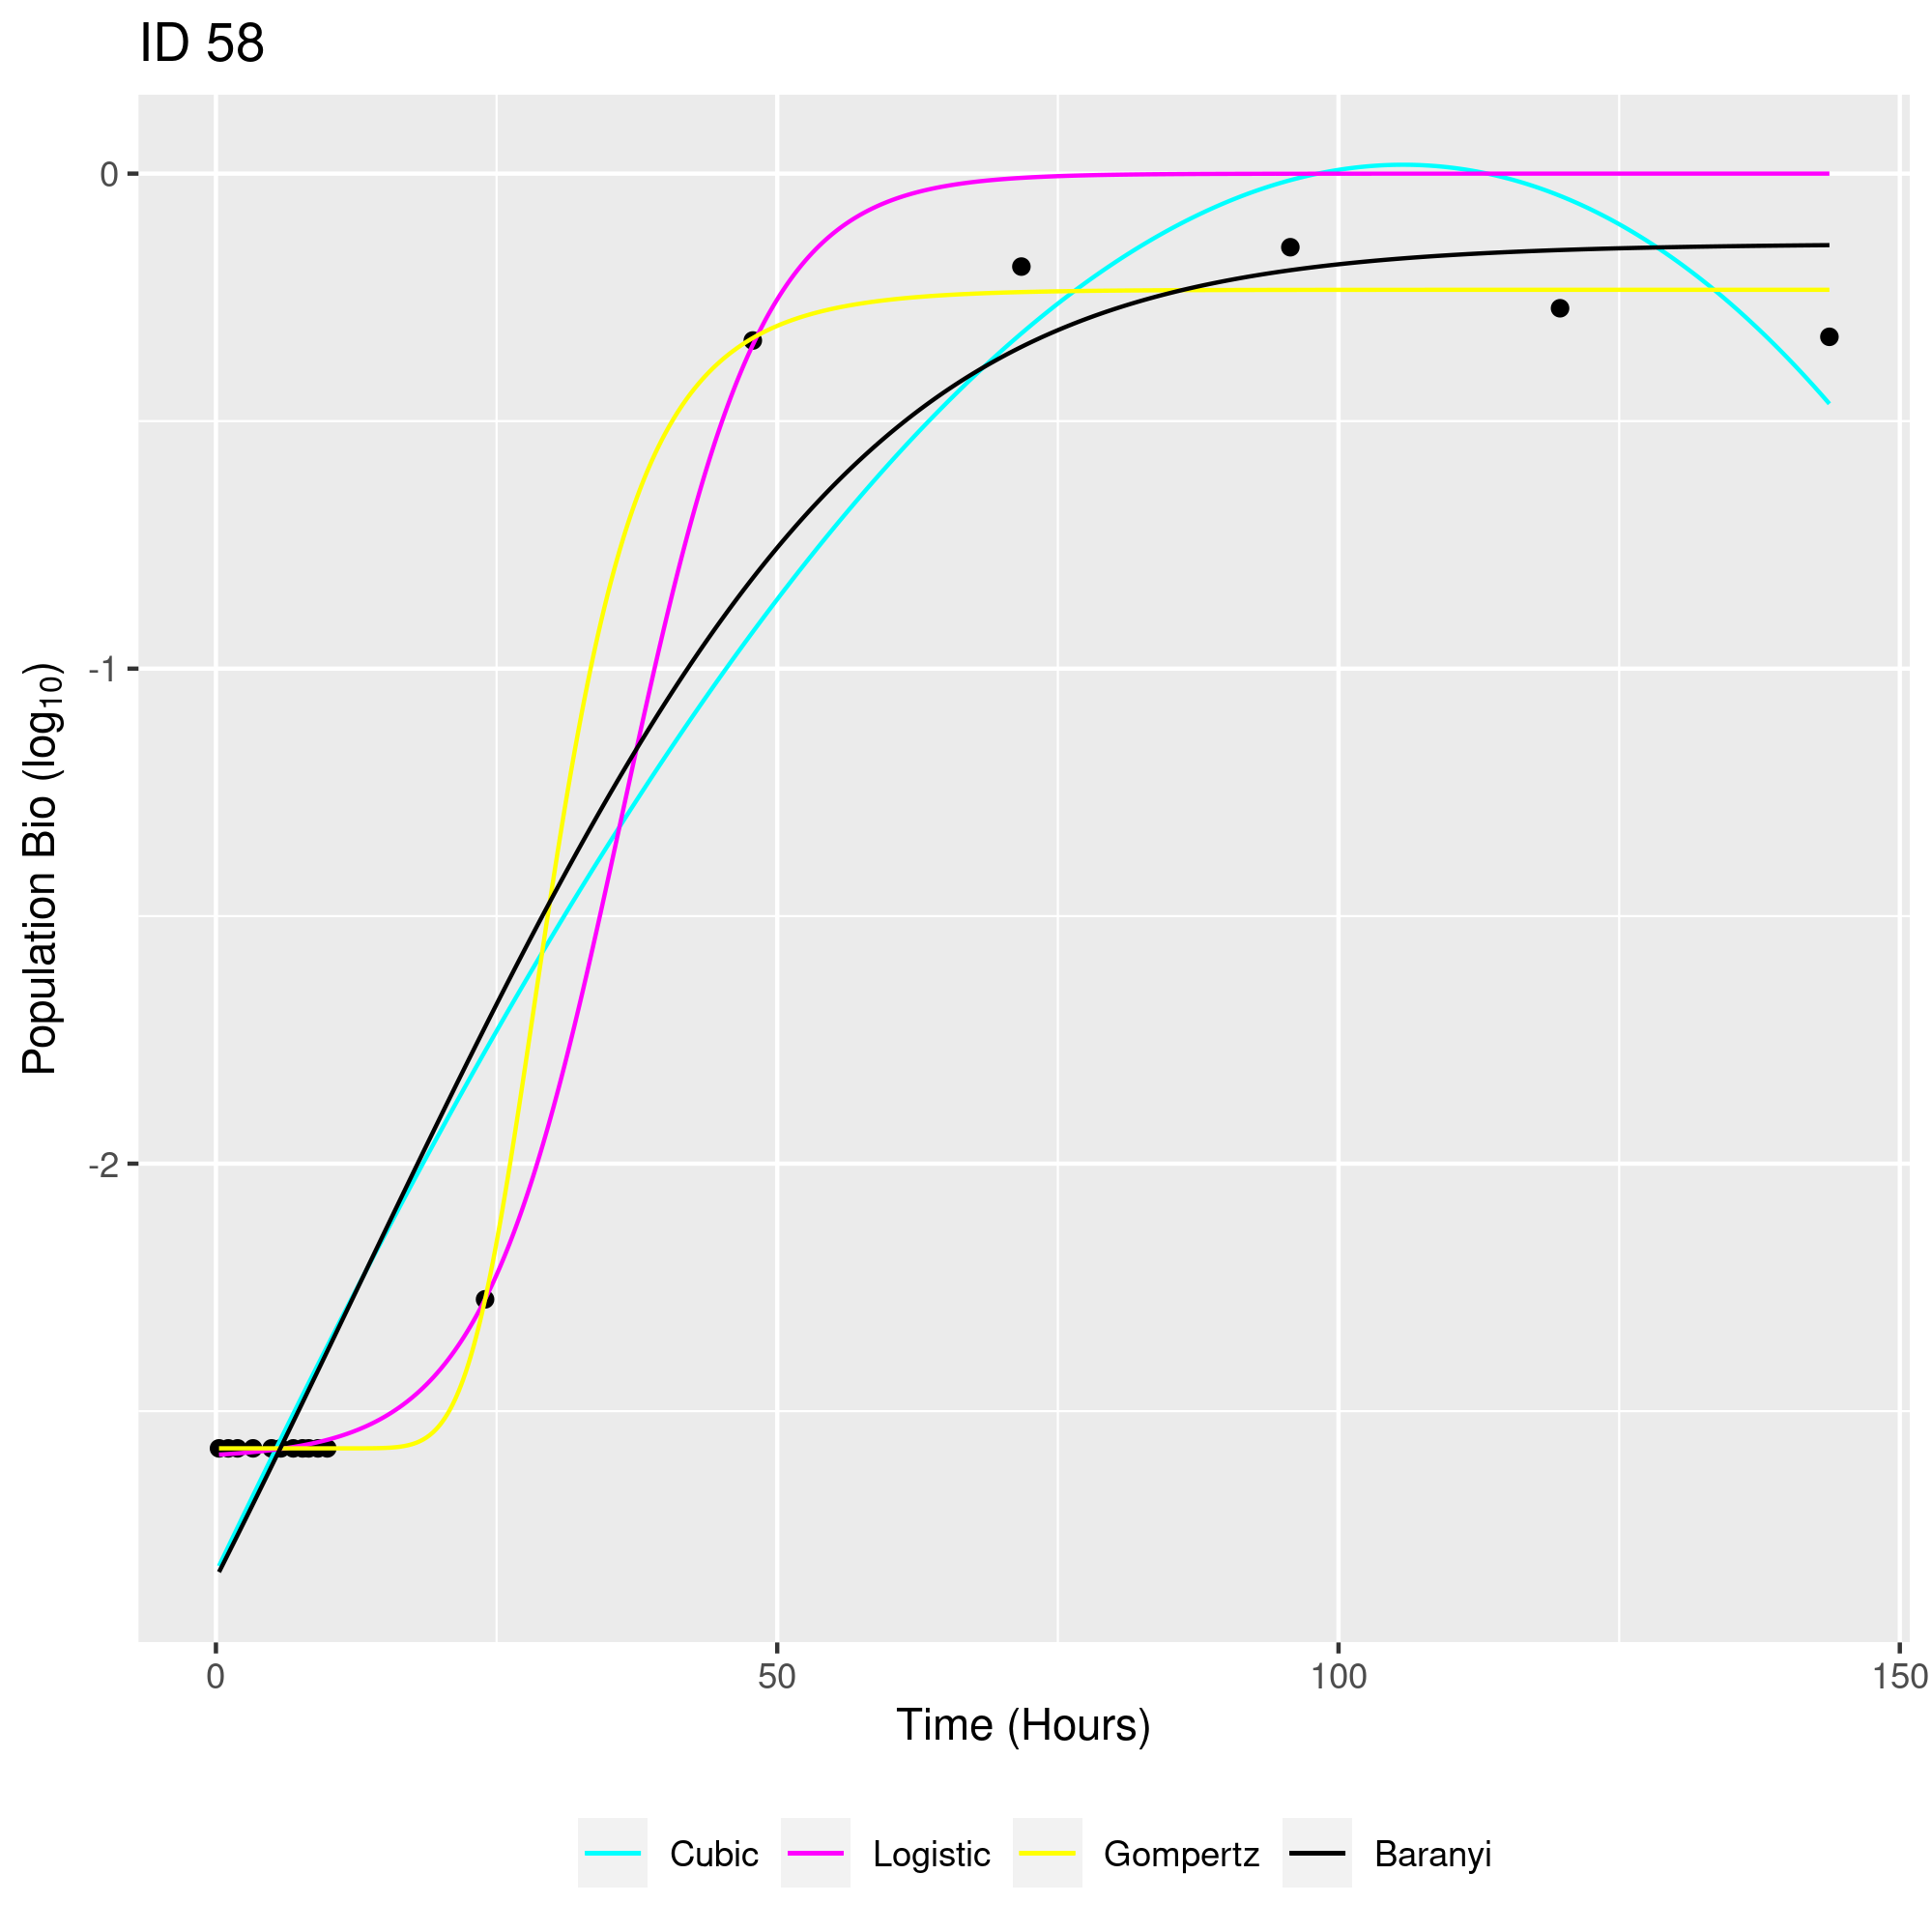 ID 58
0
-1
-2
Population Bio (log₁₀)
0 50 100 150
Time (Hours)
Cubic Logistic Gompertz Baranyi